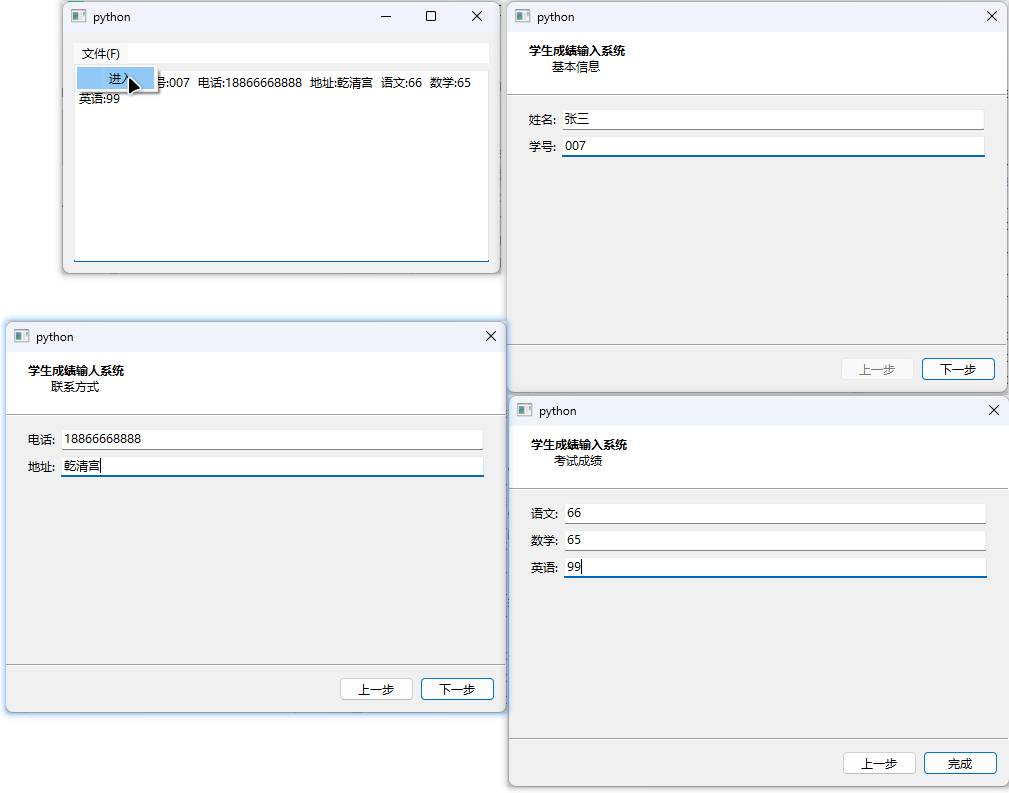 python
文件(F)
进入
号:007 电话:18866668888 地址:乾清宫 语文:66 数学:65
英语:99
python
学生成绩输入系统
基本信息
姓名: 张三
学号: 007
上一步 下一步
python
学生成绩输人系统
联系方式
电话: 18866668888
地址: 乾清宫
上一步 下一步
python
学生成绩输入系统
考试成绩
语文: 66
数学: 65
英语: 99
上一步 完成